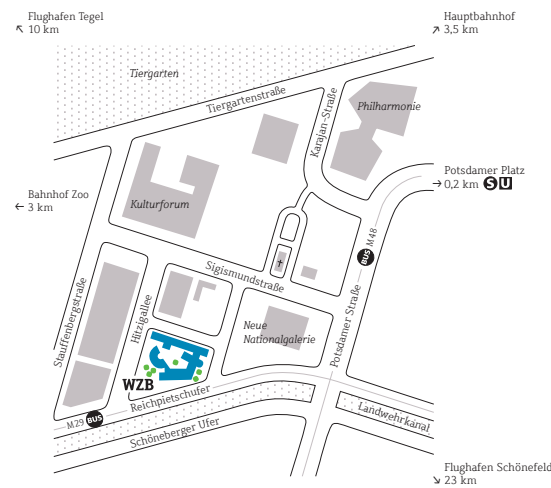 Flughafen Tegel
↖ 10 km
Hauptbahnhof
↗ 3,5 km
Tiergarten
Tiergartenstraße
Karajan-Straße
Philharmonie
Potsdamer Platz
→ 0,2 km S U
Bahnhof Zoo
← 3 km
Kulturforum
BUS M48
Sigismundstraße
Stauffenbergstraße
Hitzigallee
Neue
Nationalgalerie
Potsdamer Straße
WZB
Reichpietschufer
M29 BUS
Schöneberger Ufer
Landwehrkanal
Flughafen Schönefeld
↘ 23 km